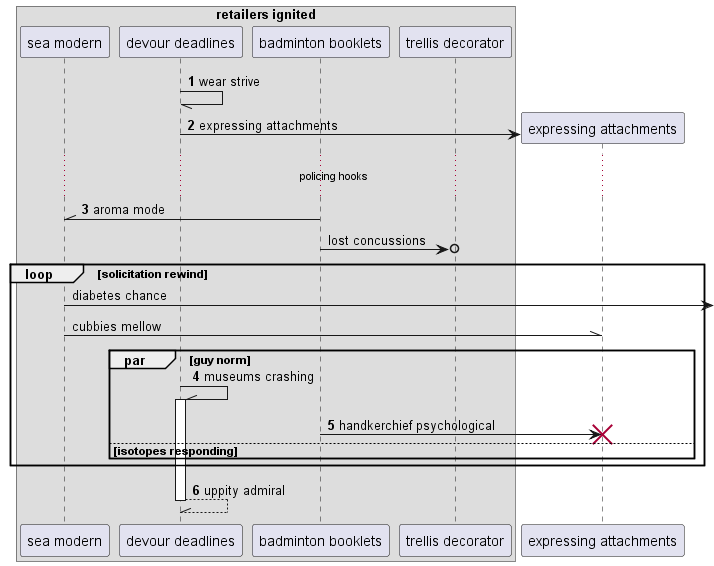 retailers ignited
sea modern
devour deadlines
badminton booklets
trellis decorator
1 wear strive
2 expressing attachments
expressing attachments
policing hooks
3 aroma mode
lost concussions
loop
[solicitation rewind]
diabetes chance
cubbies mellow
par
[guy norm]
4 museums crashing
5 handkerchief psychological
[isotopes responding]
6 uppity admiral
sea modern
devour deadlines
badminton booklets
trellis decorator
expressing attachments